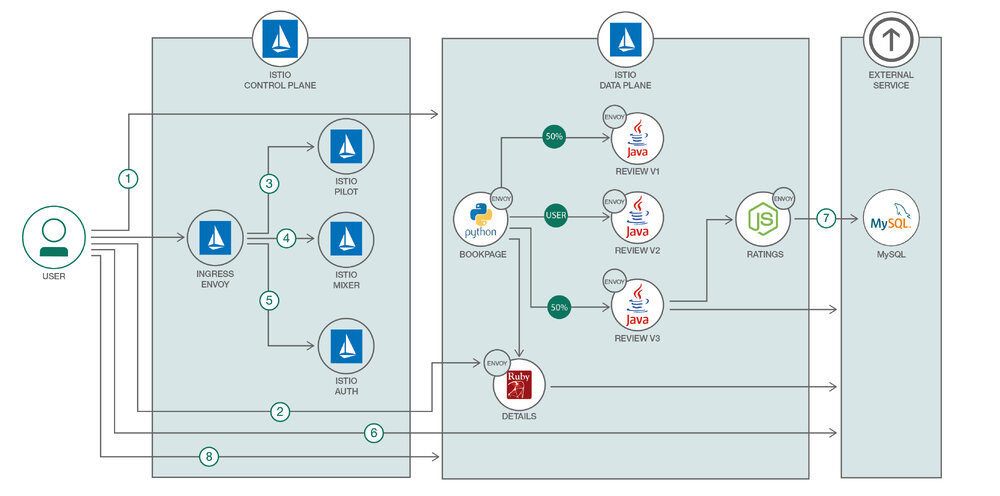 ISTIO
CONTROL PLANE
ISTIO
DATA PLANE
EXTERNAL
SERVICE
1
USER
INGRESS
ENVOY
3
4
5
ISTIO
PILOT
ISTIO
MIXER
ISTIO
AUTH
2
6
8
python
ENVOY
BOOKPAGE
50%
USER
50%
ENVOY
Java
REVIEW V1
ENVOY
Java
REVIEW V2
ENVOY
Java
REVIEW V3
ENVOY
Ruby
DETAILS
ENVOY
JS
RATINGS
7
MySQL
MySQL